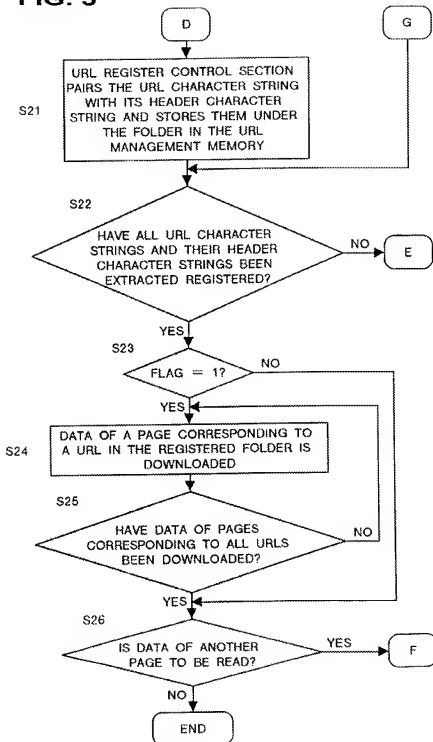 D
G
S21
URL REGISTER CONTROL SECTION
PAIRS THE URL CHARACTER STRING
WITH ITS HEADER CHARACTER
STRING AND STORES THEM UNDER
THE FOLDER IN THE URL
MANAGEMENT MEMORY
S22
HAVE ALL URL CHARACTER
STRINGS AND THEIR HEADER
CHARACTER STRINGS BEEN
EXTRACTED REGISTERED?
NO
E
YES
S23
FLAG = 1?
NO
YES
S24
DATA OF A PAGE CORRESPONDING TO
A URL IN THE REGISTERED FOLDER IS
DOWNLOADED
S25
HAVE DATA OF PAGES
CORRESPONDING TO ALL URLS
BEEN DOWNLOADED?
NO
YES
S26
IS DATA OF ANOTHER
PAGE TO BE READ?
YES
F
NO
END